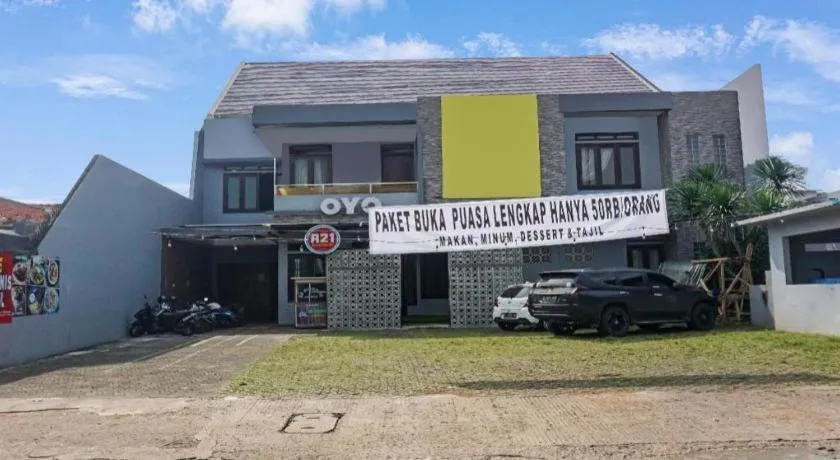 OYO
R21
PAKET BUKA PUASA LENGKAP HANYA 50RB/ORANG
MAKAN, MINUM, DESSERT & TAJIL